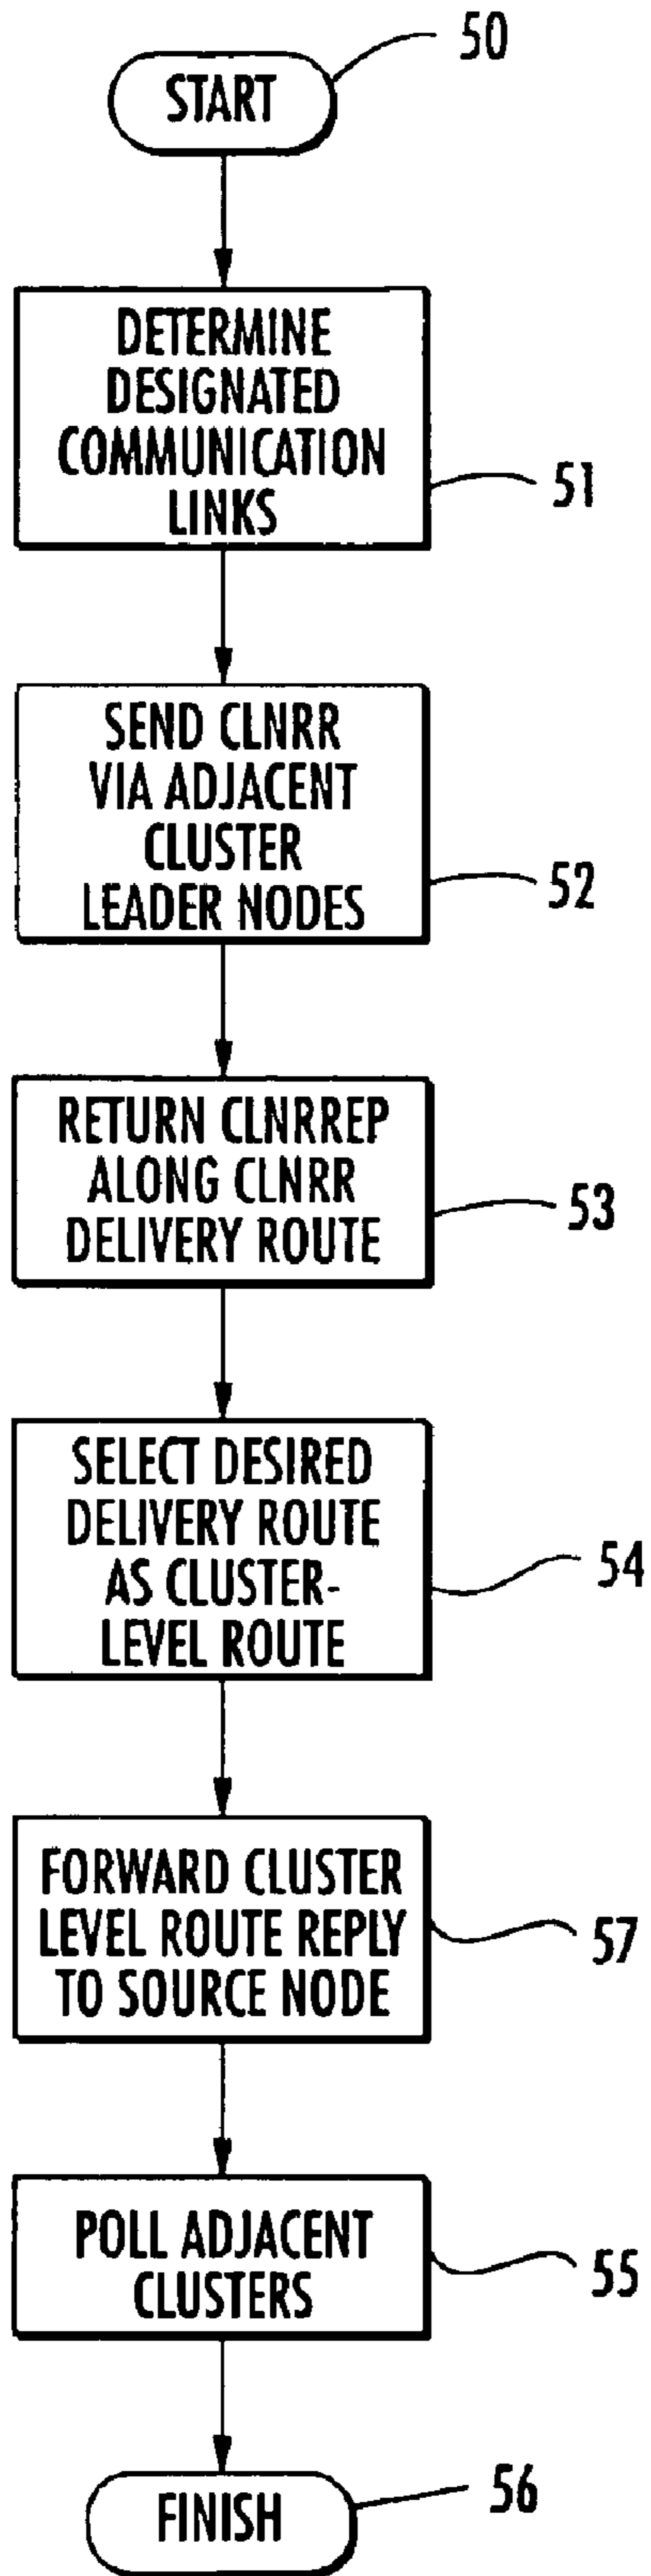 50
START
DETERMINE
DESIGNATED
COMMUNICATION
LINKS
51
SEND CLNRR
VIA ADJACENT
CLUSTER
LEADER NODES
52
RETURN CLNRREP
ALONG CLNRR
DELIVERY ROUTE
53
SELECT DESIRED
DELIVERY ROUTE
AS CLUSTER-
LEVEL ROUTE
54
FORWARD CLUSTER
LEVEL ROUTE REPLY
TO SOURCE NODE
57
POLL ADJACENT
CLUSTERS
55
FINISH
56